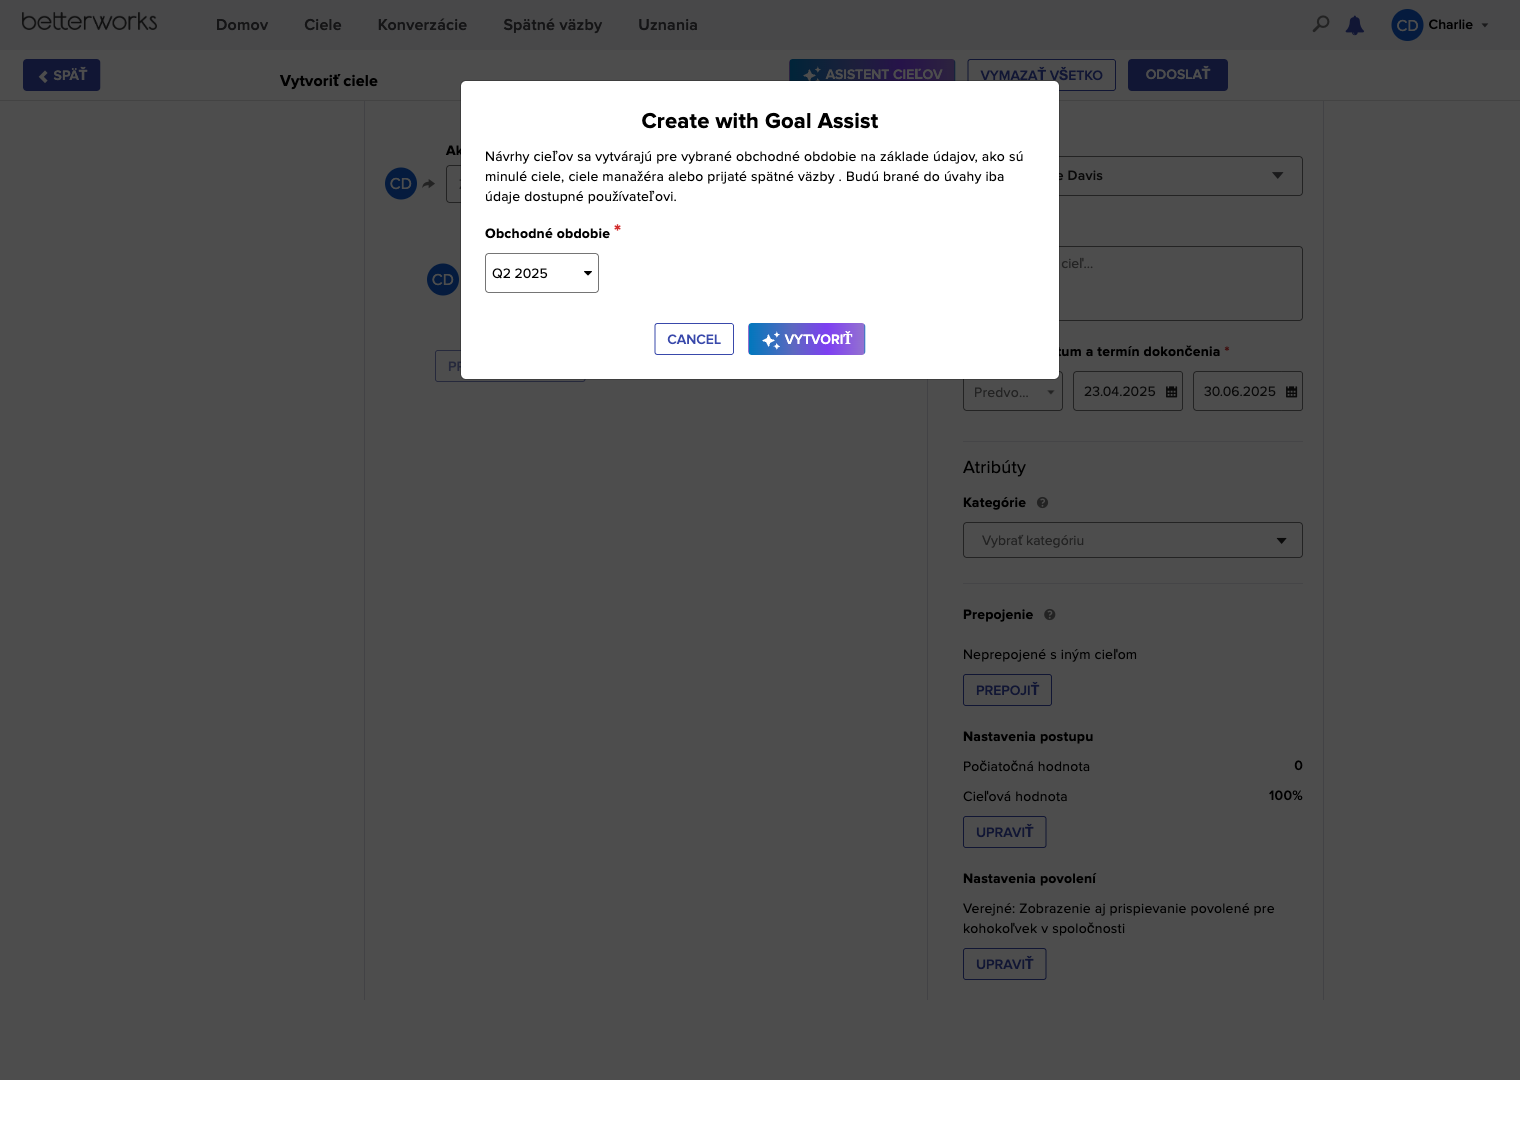 betterworks
Domov
Ciele
Konverzácie
Spätné väzby
Uznania
CD
Charlie
SPÄŤ
Vytvoriť ciele
ASISTENT CIEĽOV
VYMAZAŤ VŠETKO
ODOSLAŤ
Create with Goal Assist
Návrhy cieľov sa vytvárajú pre vybrané obchodné obdobie na základe údajov, ako sú
minulé ciele, ciele manažéra alebo prijaté spätné väzby . Budú brané do úvahy iba
údaje dostupné používateľovi.
Obchodné obdobie *
Q2 2025
CANCEL
VYTVORIŤ
CD
CD
Davis
cieľ...
a termín dokončenia *
Predvo...
23.04.2025
30.06.2025
Atribúty
Kategórie
Vybrať kategóriu
Prepojenie
Neprepojené s iným cieľom
PREPOJIŤ
Nastavenia postupu
Počiatočná hodnota 0
Cieľová hodnota 100%
UPRAVIŤ
Nastavenia povolení
Verejné: Zobrazenie aj prispievanie povolené pre
kohokoľvek v spoločnosti
UPRAVIŤ